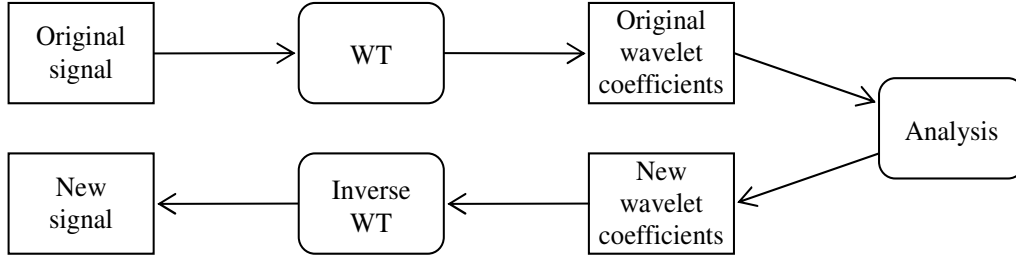 Original
signal
WT
Original
wavelet
coefficients
Analysis
New
signal
Inverse
WT
New
wavelet
coefficients